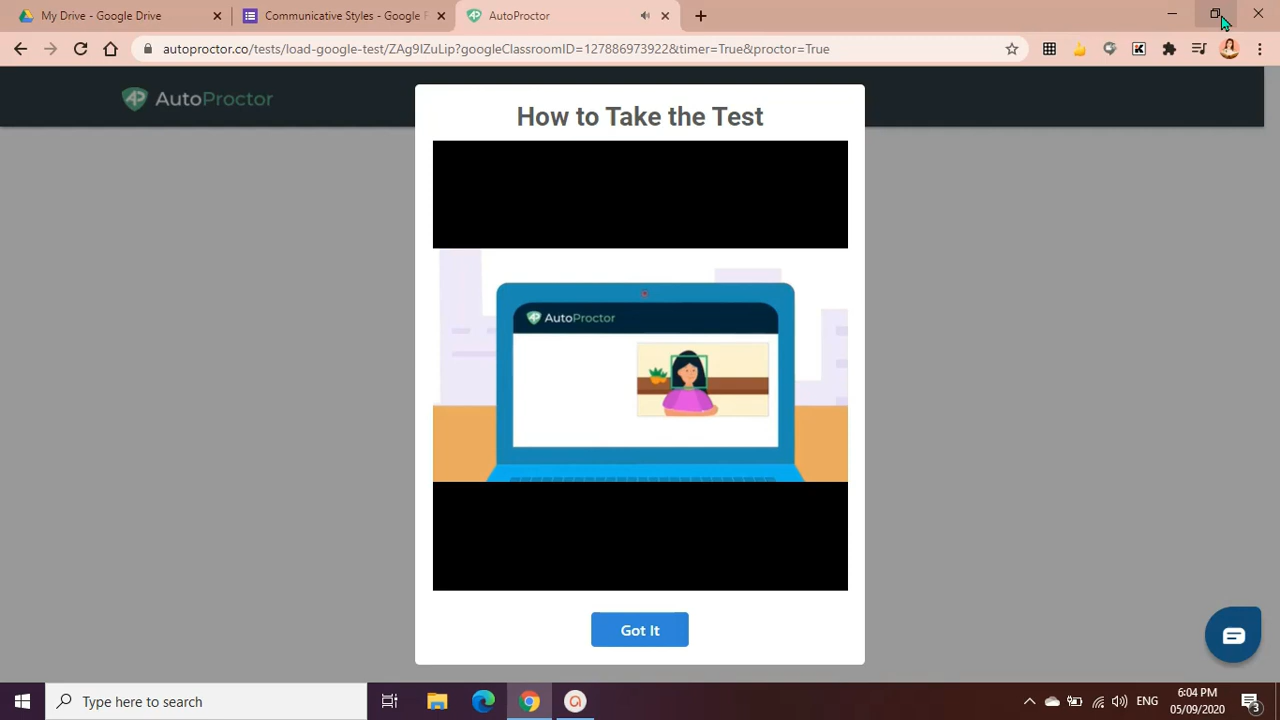 My Drive - Google Drive
Communicative Styles - Google F
AutoProctor
autoproctor.co/tests/load-google-test/ZAg9IZuLip?googleClassroomID=127886973922&timer=True&proctor=True
AutoProctor
How to Take the Test
AutoProctor
Got It
Type here to search
ENG
6:04 PM
05/09/2020
3